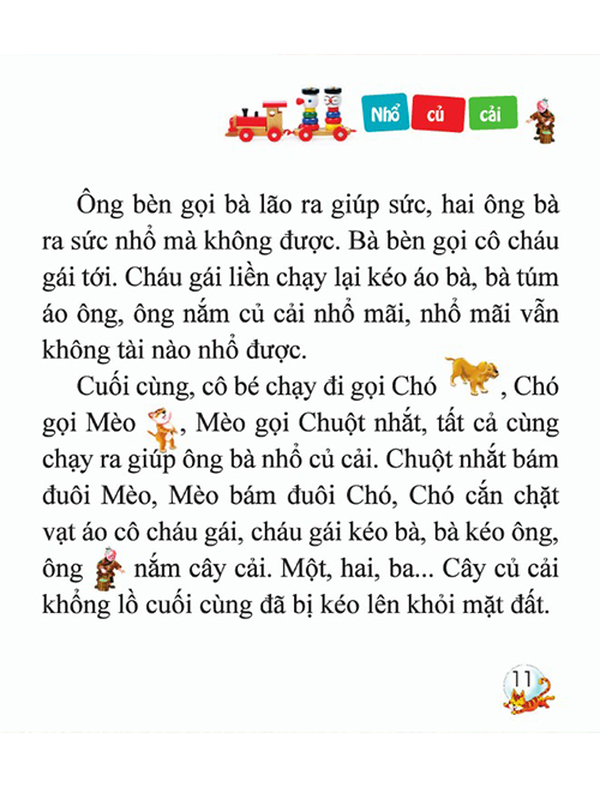 Nhổ củ cải
Ông bèn gọi bà lão ra giúp sức, hai ông bà
ra sức nhổ mà không được. Bà bèn gọi cô cháu
gái tới. Cháu gái liền chạy lại kéo áo bà, bà túm
áo ông, ông nắm củ cải nhổ mãi, nhổ mãi vẫn
không tài nào nhổ được.
Cuối cùng, cô bé chạy đi gọi Chó , Chó
gọi Mèo , Mèo gọi Chuột nhắt, tất cả cùng
chạy ra giúp ông bà nhổ củ cải. Chuột nhắt bám
đuôi Mèo, Mèo bám đuôi Chó, Chó cắn chặt
vạt áo cô cháu gái, cháu gái kéo bà, bà kéo ông,
ông nắm cây cải. Một, hai, ba... Cây củ cải
khổng lồ cuối cùng đã bị kéo lên khỏi mặt đất.
11